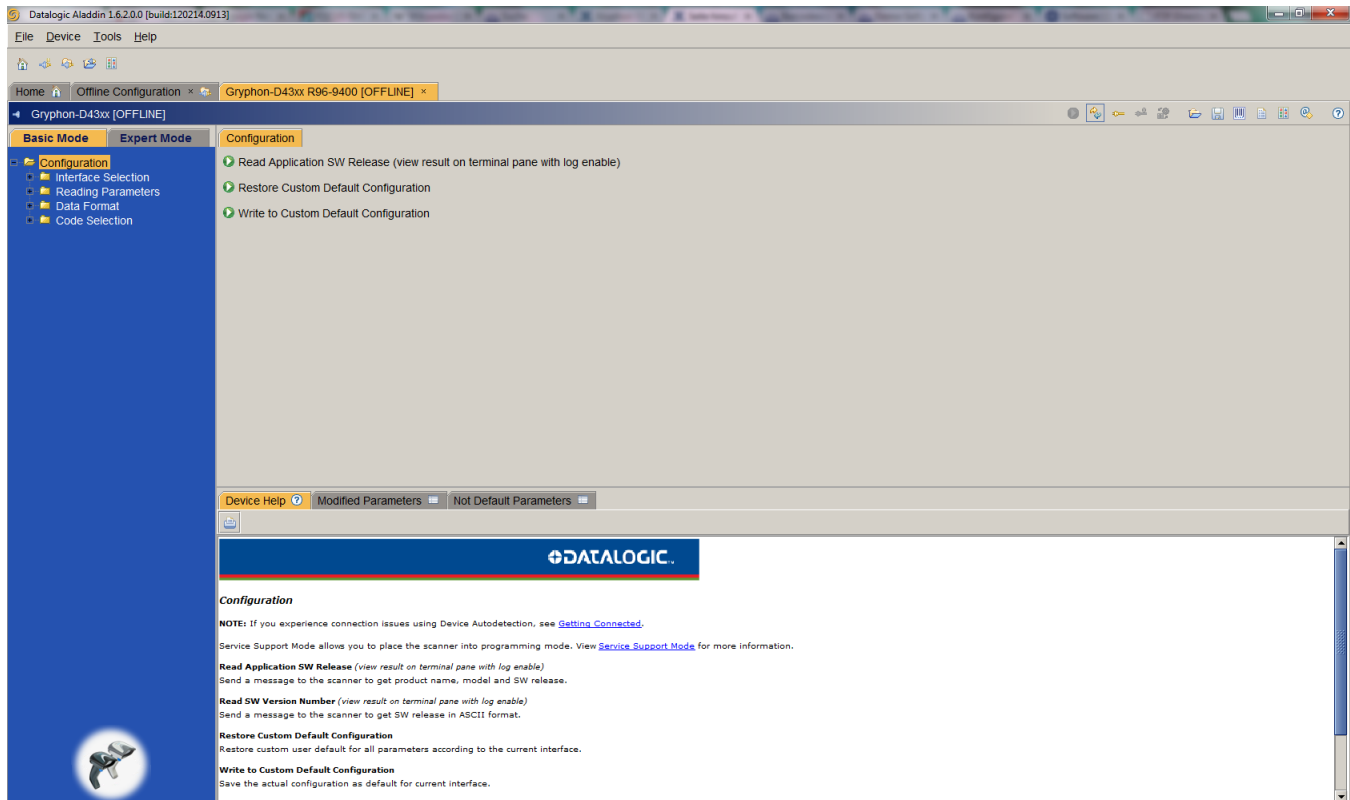 Datalogic Aladdin 1.6.2.0.0 [build:120214.0913]
File Device Tools Help
Home Offline Configuration × Gryphon-D43xx R96-9400 [OFFLINE] ×
Gryphon-D43xx [OFFLINE]
Basic Mode Expert Mode
Configuration
Interface Selection
Reading Parameters
Data Format
Code Selection
Configuration
Read Application SW Release (view result on terminal pane with log enable)
Restore Custom Default Configuration
Write to Custom Default Configuration
Device Help Modified Parameters Not Default Parameters
DATALOGIC™
Configuration
NOTE: If you experience connection issues using Device Autodetection, see Getting Connected.
Service Support Mode allows you to place the scanner into programming mode. View Service Support Mode for more information.
Read Application SW Release (view result on terminal pane with log enable)
Send a message to the scanner to get product name, model and SW release.
Read SW Version Number (view result on terminal pane with log enable)
Send a message to the scanner to get SW release in ASCII format.
Restore Custom Default Configuration
Restore custom user default for all parameters according to the current interface.
Write to Custom Default Configuration
Save the actual configuration as default for current interface.